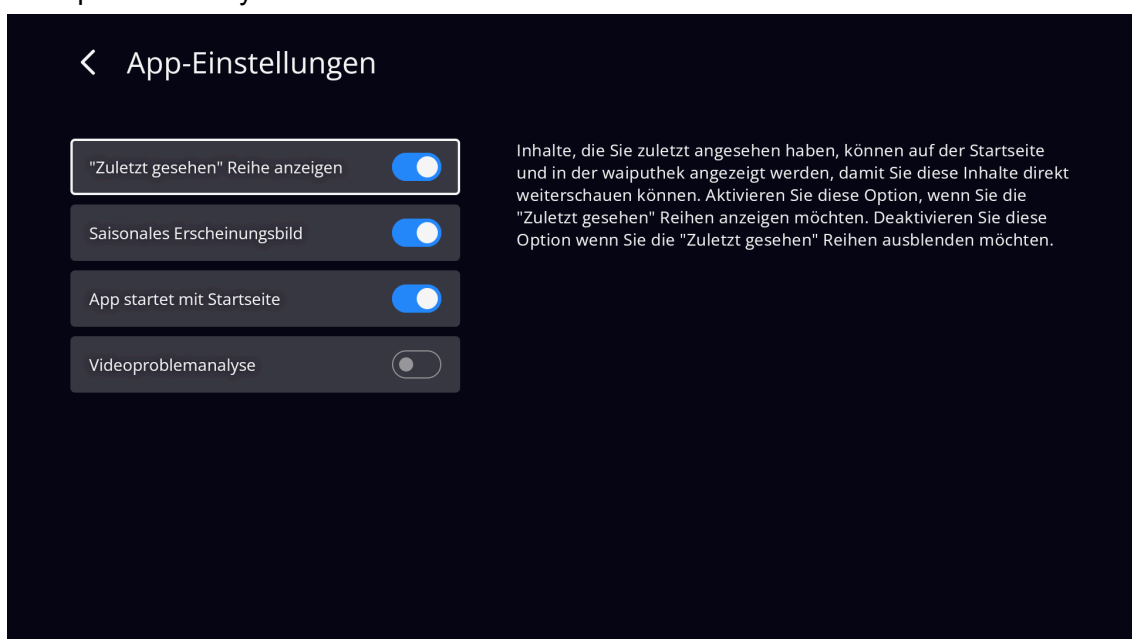 App-Einstellungen
"Zuletzt gesehen" Reihe anzeigen
Saisonales Erscheinungsbild
App startet mit Startseite
Videoproblemanalyse
Inhalte, die Sie zuletzt angesehen haben, können auf der Startseite
und in der waiputhek angezeigt werden, damit Sie diese Inhalte direkt
weiterschauen können. Aktivieren Sie diese Option, wenn Sie die
"Zuletzt gesehen" Reihen anzeigen möchten. Deaktivieren Sie diese
Option wenn Sie die "Zuletzt gesehen" Reihen ausblenden möchten.